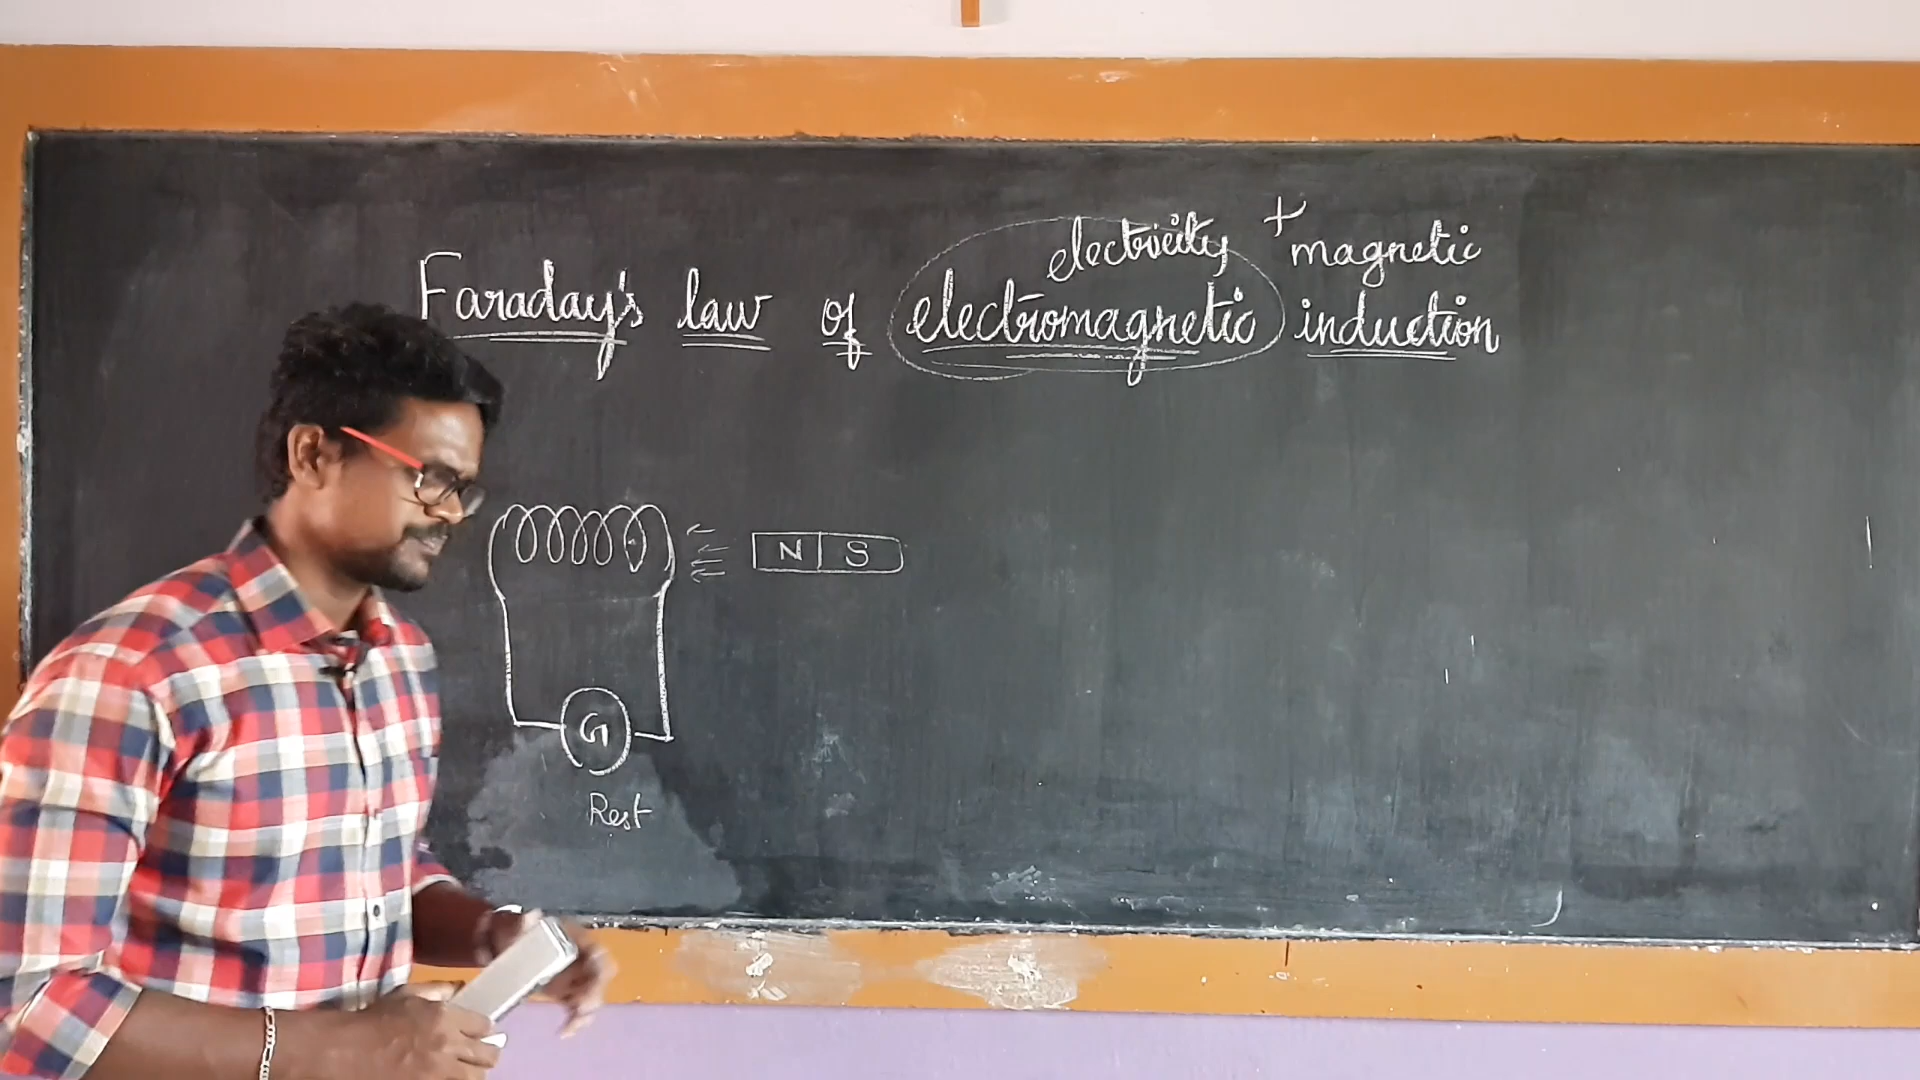 electricity + magnetic
Faraday's law of electromagnetic induction
N S
G
Rest